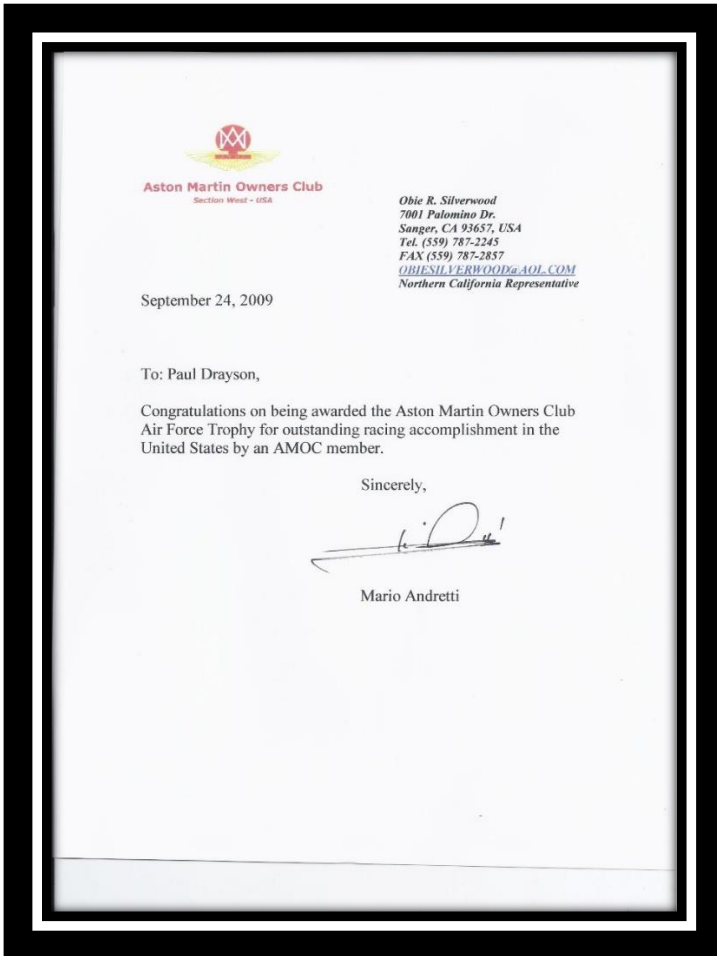 Aston Martin Owners Club
Section West - USA
Obie R. Silverwood
7001 Palomino Dr.
Sanger, CA 93657, USA
Tel. (559) 787-2245
FAX (559) 787-2857
OBIESILVERWOOD@AOL.COM
Northern California Representative
September 24, 2009
To: Paul Drayson,
Congratulations on being awarded the Aston Martin Owners Club
Air Force Trophy for outstanding racing accomplishment in the
United States by an AMOC member.
Sincerely,
Mario Andretti